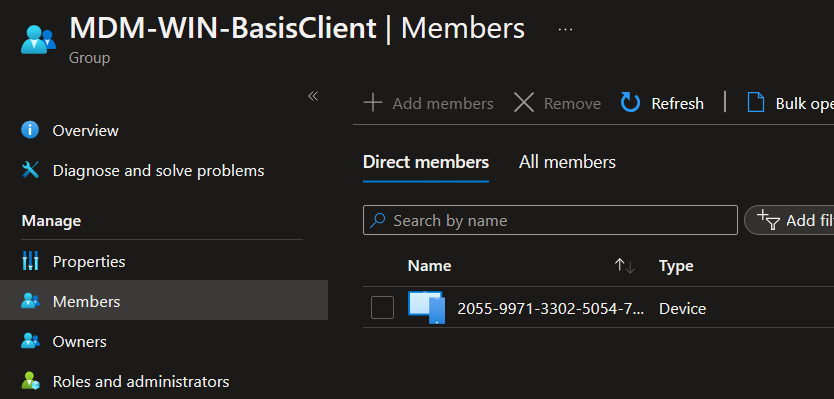 MDM-WIN-BasisClient | Members ...
Group
«
Overview
Diagnose and solve problems
Manage
Properties
Members
Owners
Roles and administrators
Add members Remove Refresh Bulk ope
Direct members All members
Search by name
Add fil
Name Type
2055-9971-3302-5054-7... Device